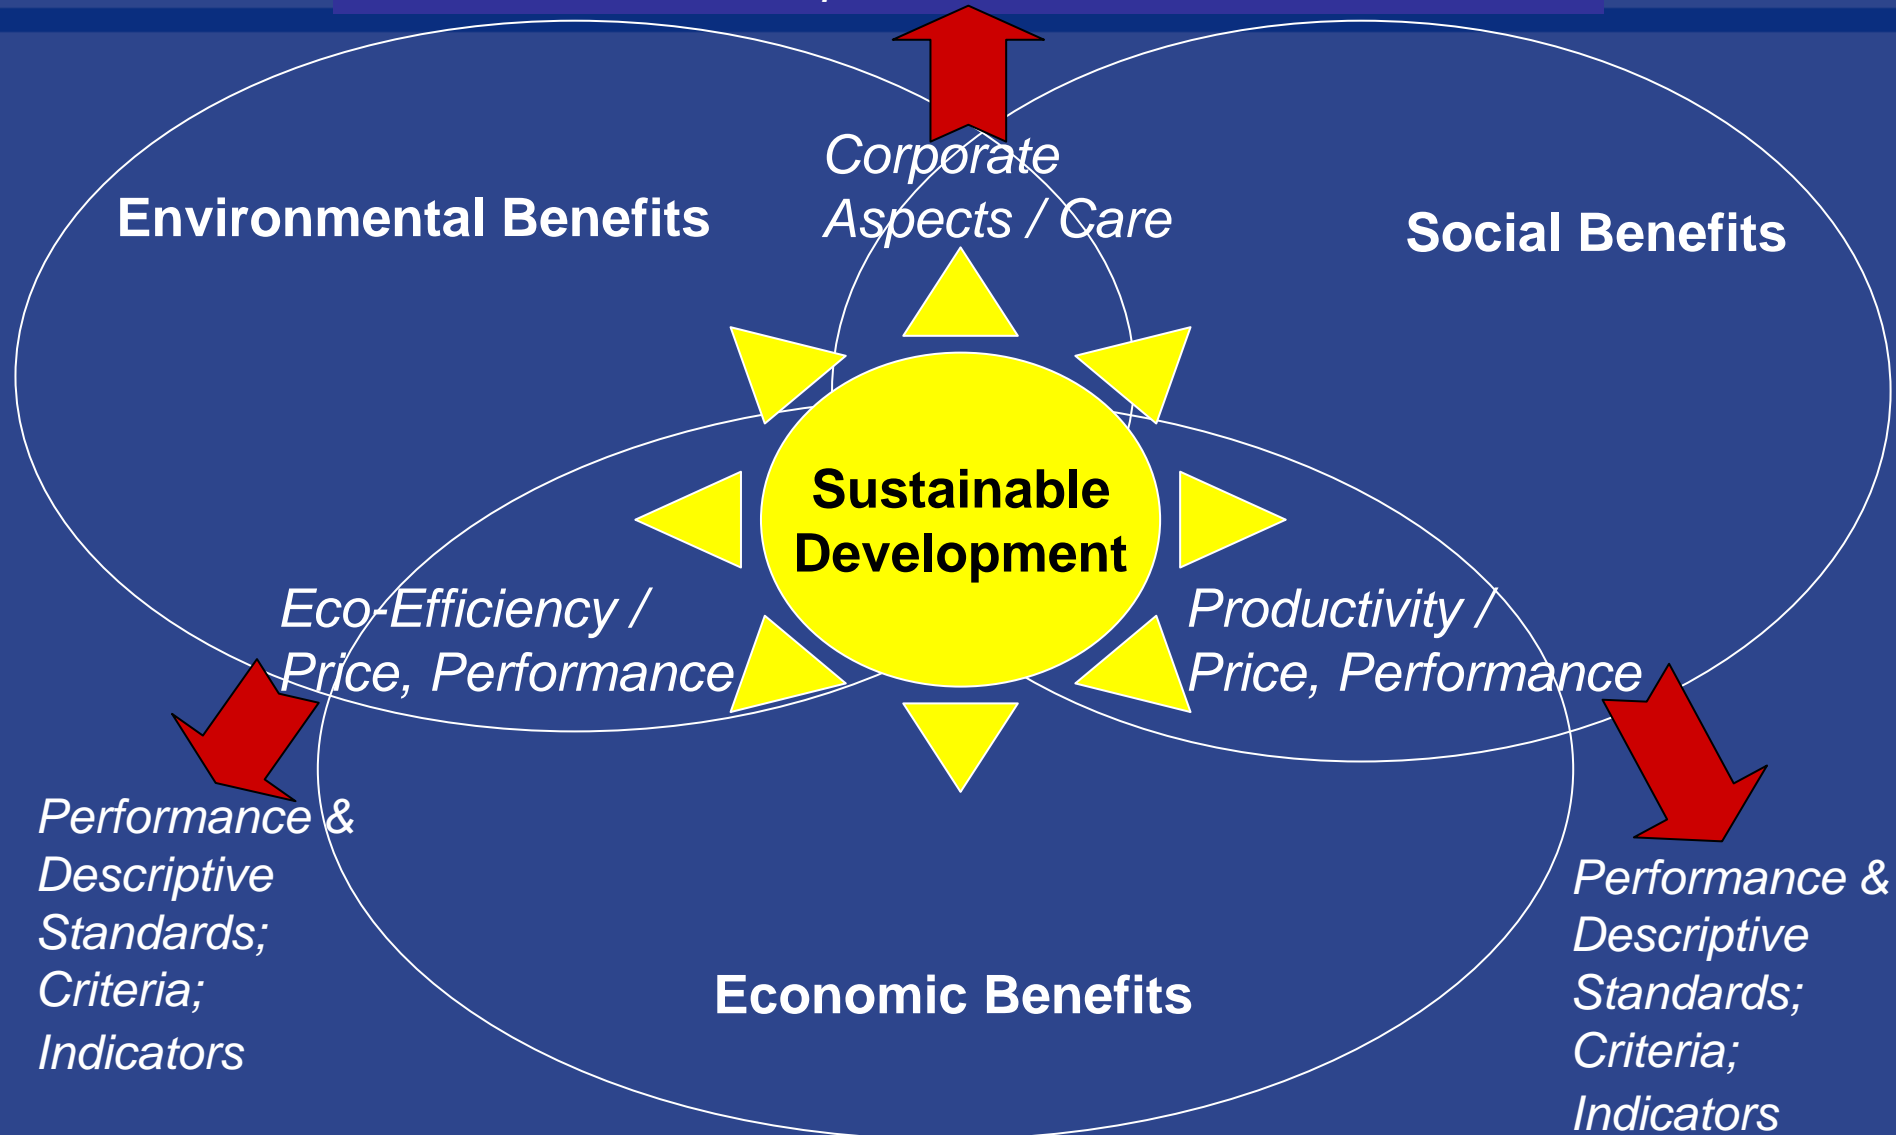 Corporate
Aspects / Care
Environmental Benefits
Social Benefits
Sustainable
Development
Eco-Efficiency /
Price, Performance
Productivity /
Price, Performance
Performance &
Descriptive
Standards;
Criteria;
Indicators
Economic Benefits
Performance &
Descriptive
Standards;
Criteria;
Indicators